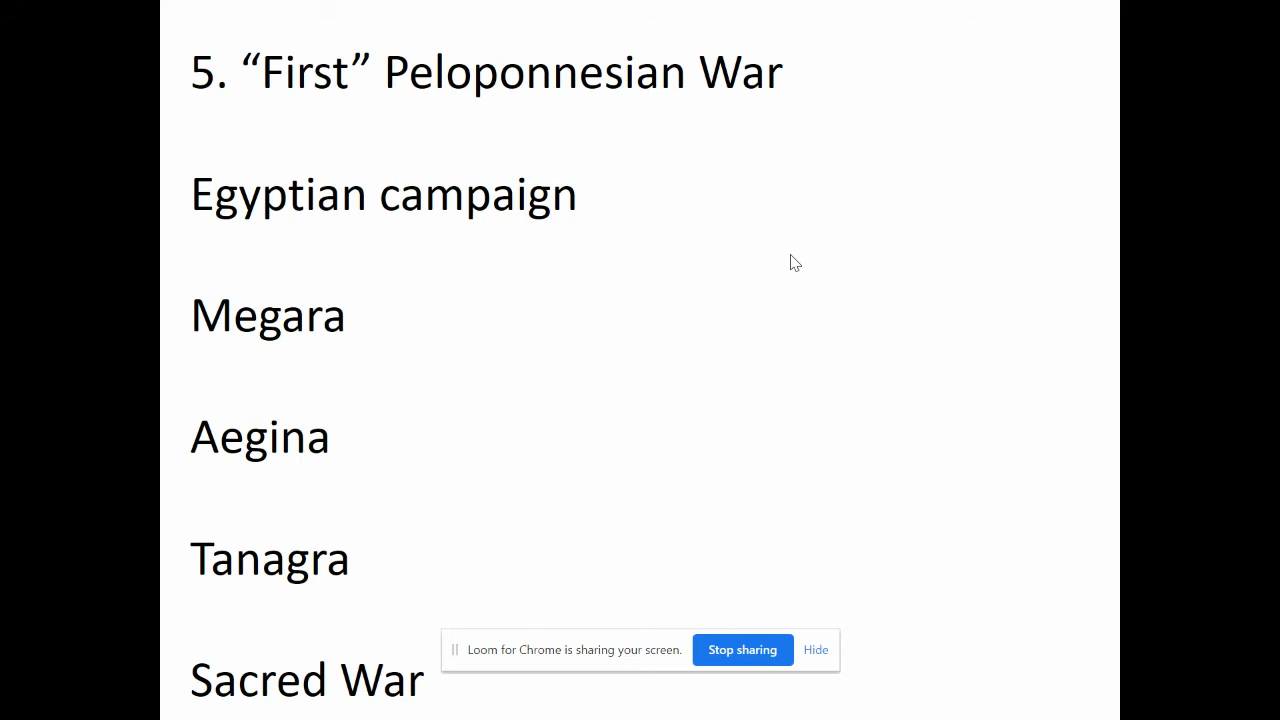 5. “First” Peloponnesian War
Egyptian campaign
Megara
Aegina
Tanagra
Loom for Chrome is sharing your screen. Stop sharing Hide
Sacred War